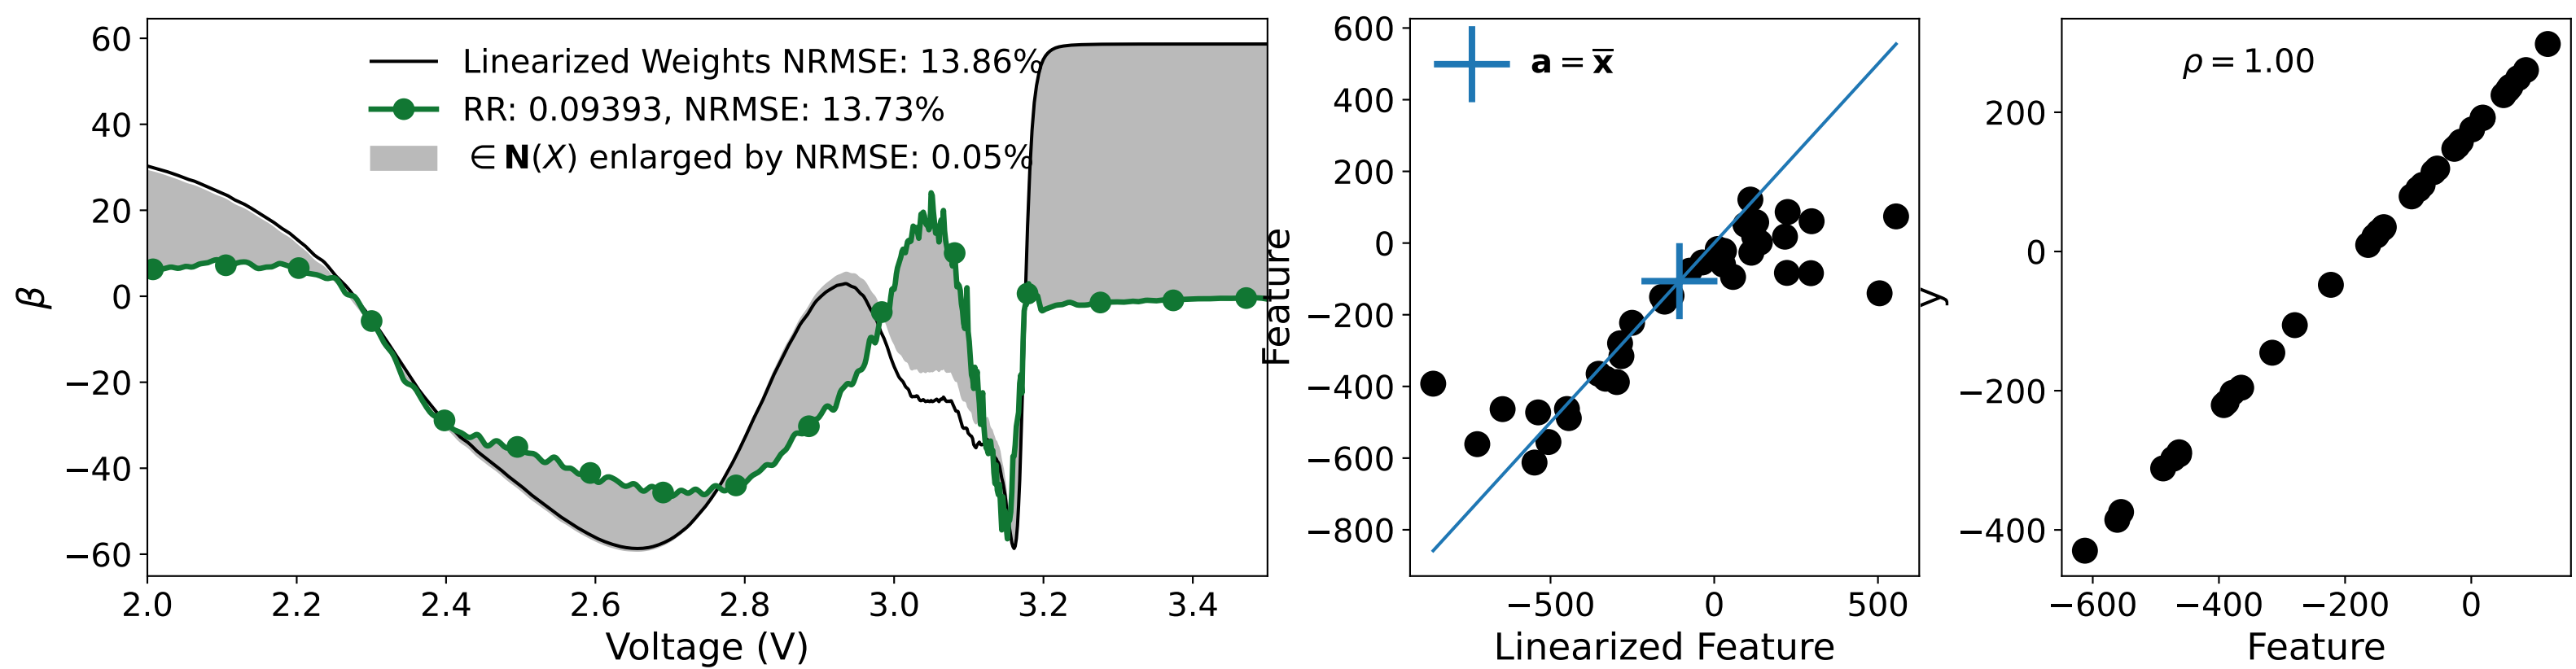 60
40
20
0
−20
−40
−60
β
Linearized Weights NRMSE: 13.86%
RR: 0.09393, NRMSE: 13.73%
∈ N(X) enlarged by NRMSE: 0.05%
2.0 2.2 2.4 2.6 2.8 3.0 3.2 3.4
Voltage (V)
600
400
200
0
−200
−400
−600
−800
Feature
a = x̅
−500 0 500
Linearized Feature
200
0
−200
−400
y
ρ = 1.00
−600 −400 −200 0
Feature